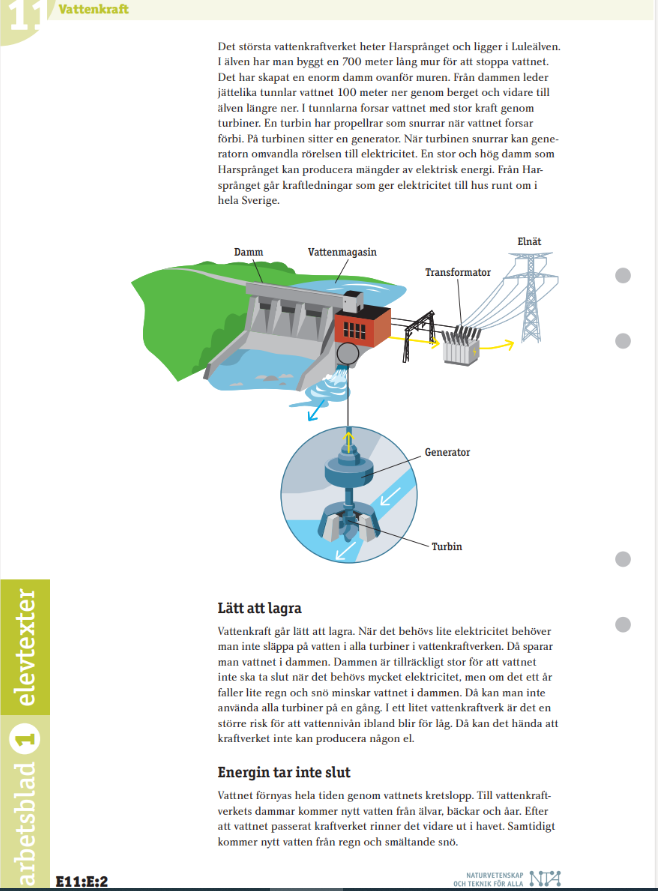 11
Vattenkraft
Det största vattenkraftverket heter Harsprånget och ligger i Luleälven.
I älven har man byggt en 700 meter lång mur för att stoppa vattnet.
Det har skapat en enorm damm ovanför muren. Från dammen leder
jättelika tunnlar vattnet 100 meter ner genom berget och vidare till
älven längre ner. I tunnlarna forsar vattnet med stor kraft genom
turbiner. En turbin har propellrar som snurrar när vattnet forsar
förbi. På turbinen sitter en generator. När turbinen snurrar kan gene-
ratorn omvandla rörelsen till elektricitet. En stor och hög damm som
Harsprånget kan producera mängder av elektrisk energi. Från Har-
språnget går kraftledningar som ger elektricitet till hus runt om i
hela Sverige.
Elnät
Damm
Vattenmagasin
Transformator
Generator
Turbin
Lätt att lagra
Vattenkraft går lätt att lagra. När det behövs lite elektricitet behöver
man inte släppa på vatten i alla turbiner i vattenkraftverken. Då sparar
man vattnet i dammen. Dammen är tillräckligt stor för att vattnet
inte ska ta slut när det behövs mycket elektricitet, men om det ett år
faller lite regn och snö minskar vattnet i dammen. Då kan man inte
använda alla turbiner på en gång. I ett litet vattenkraftverk är det en
större risk för att vattennivån ibland blir för låg. Då kan det hända att
kraftverket inte kan producera någon el.
Energin tar inte slut
Vattnet förnyas hela tiden genom vattnets kretslopp. Till vattenkraft-
verkets dammar kommer nytt vatten från älvar, bäckar och åar. Efter
att vattnet passerat kraftverket rinner det vidare ut i havet. Samtidigt
kommer nytt vatten från regn och smältande snö.
elevtexter
arbetsblad 1
E11:E:2
NATURVETENSKAP
OCH TEKNIK FÖR ALLA
NTA